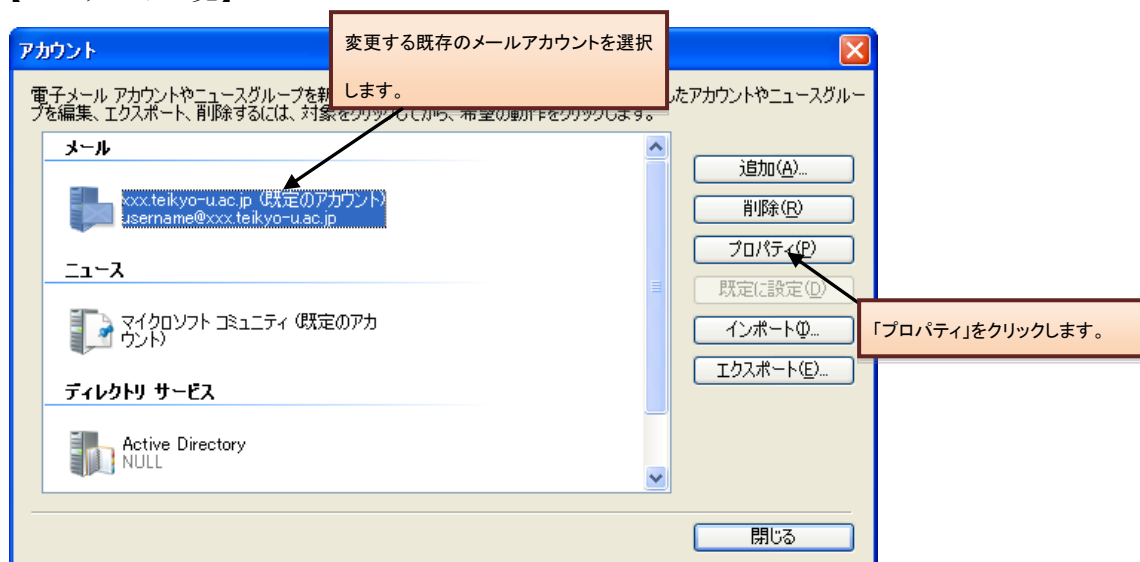 変更する既存のメールアカウントを選択
します。
アカウント
電子メール アカウントやニュースグループを新
たアカウントやニュースグルー
プを編集、エクスポート、削除するには、対象をクリックしてから、希望の動作をクリックします。
メール
xxx.teikyo-u.ac.jp (既定のアカウント)
username@xxx.teikyo-u.ac.jp
ニュース
マイクロソフト コミュニティ (既定のアカ
ウント)
ディレクトリ サービス
Active Directory
NULL
追加(A)...
削除(R)
プロパティ(P)
既定に設定(D)
インポート(I)...
エクスポート(E)...
「プロパティ」をクリックします。
閉じる